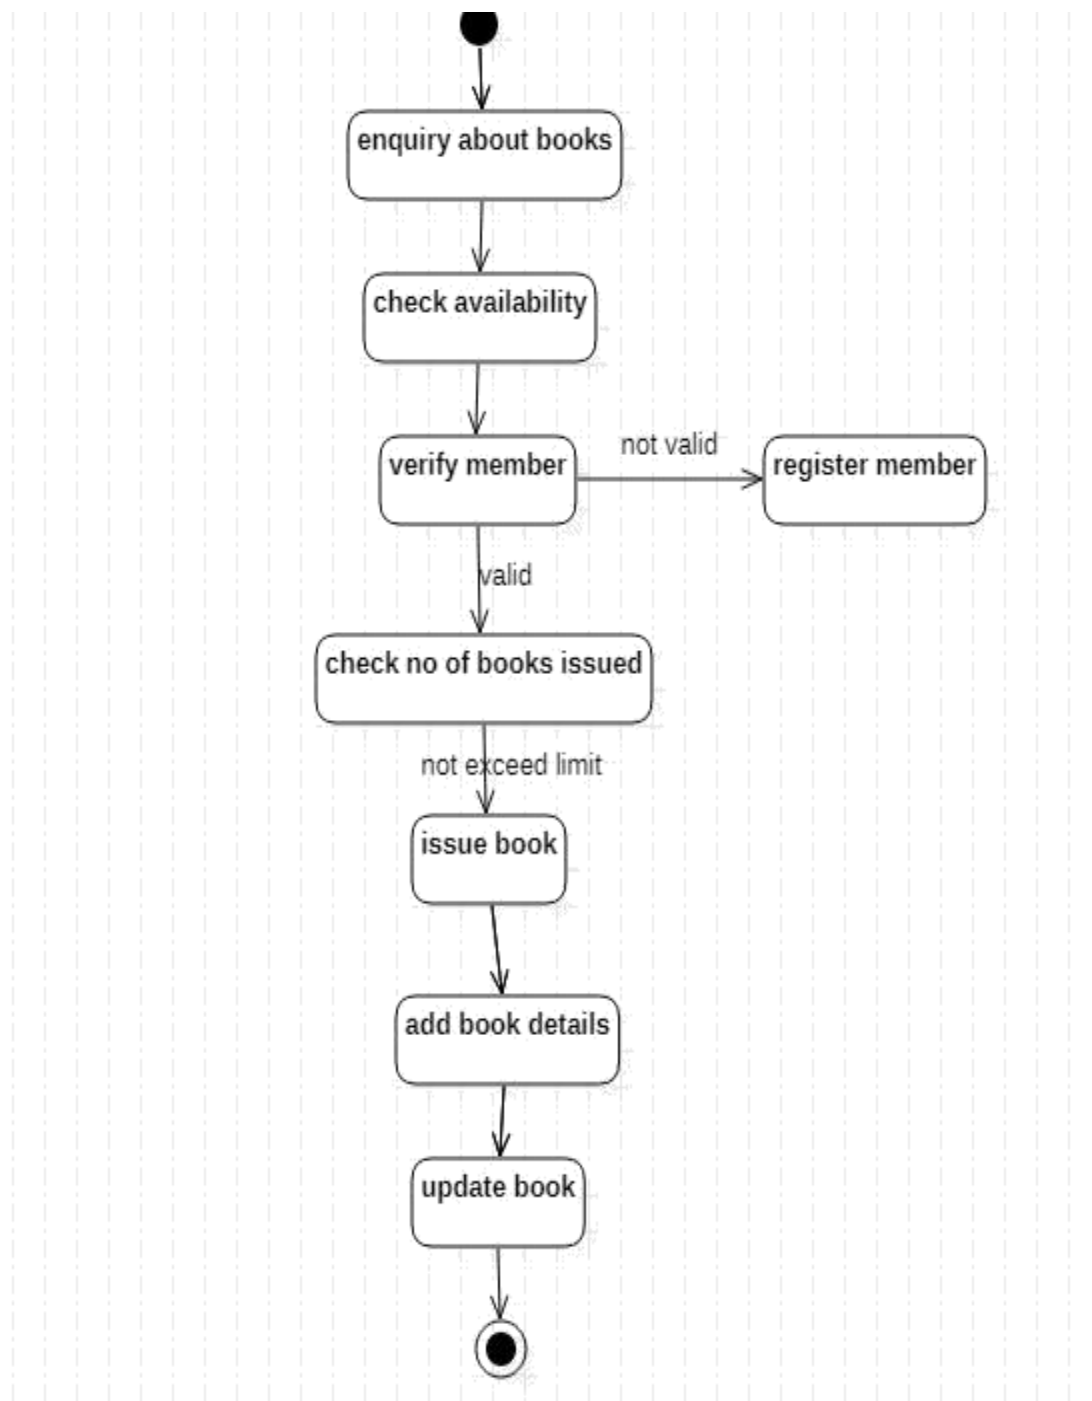 enquiry about books
check availability
not valid
verify member
register member
valid
check no of books issued
not exceed limit
issue book
add book details
update book